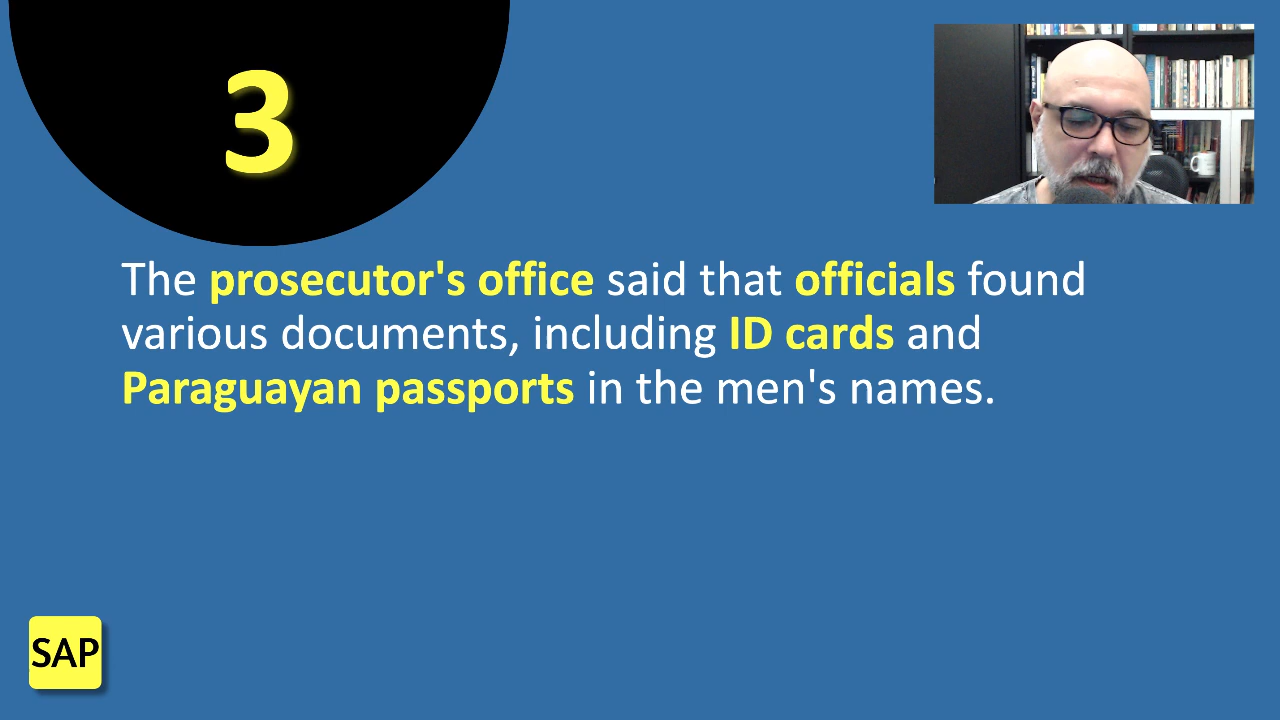 3
The prosecutor's office said that officials found
various documents, including ID cards and
Paraguayan passports in the men's names.
SAP